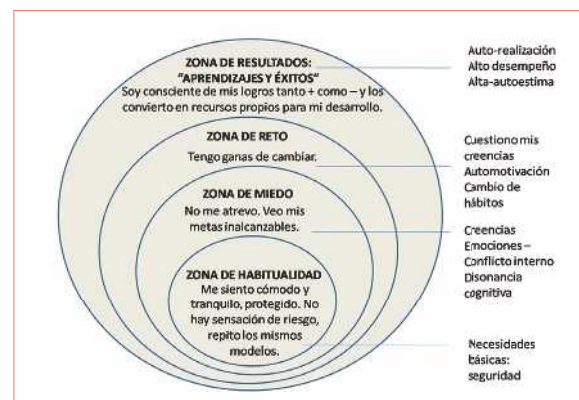 ZONA DE RESULTADOS:
"APRENDIZAJES Y ÉXITOS"
Soy consciente de mis logros tanto + como – y los
convierto en recursos propios para mi desarrollo.
Auto-realización
Alto desempeño
Alta-autoestima
ZONA DE RETO
Tengo ganas de cambiar.
Cuestiono mis
creencias
Automotivación
Cambio de
hábitos
ZONA DE MIEDO
No me atrevo. Veo mis
metas inalcanzables.
Creencias
Emociones –
Conflicto interno
Disonancia
cognitiva
ZONA DE HABITUALIDAD
Me siento cómodo y
tranquilo, protegido. No
hay sensación de riesgo,
repito los mismos
modelos.
Necesidades
básicas:
seguridad